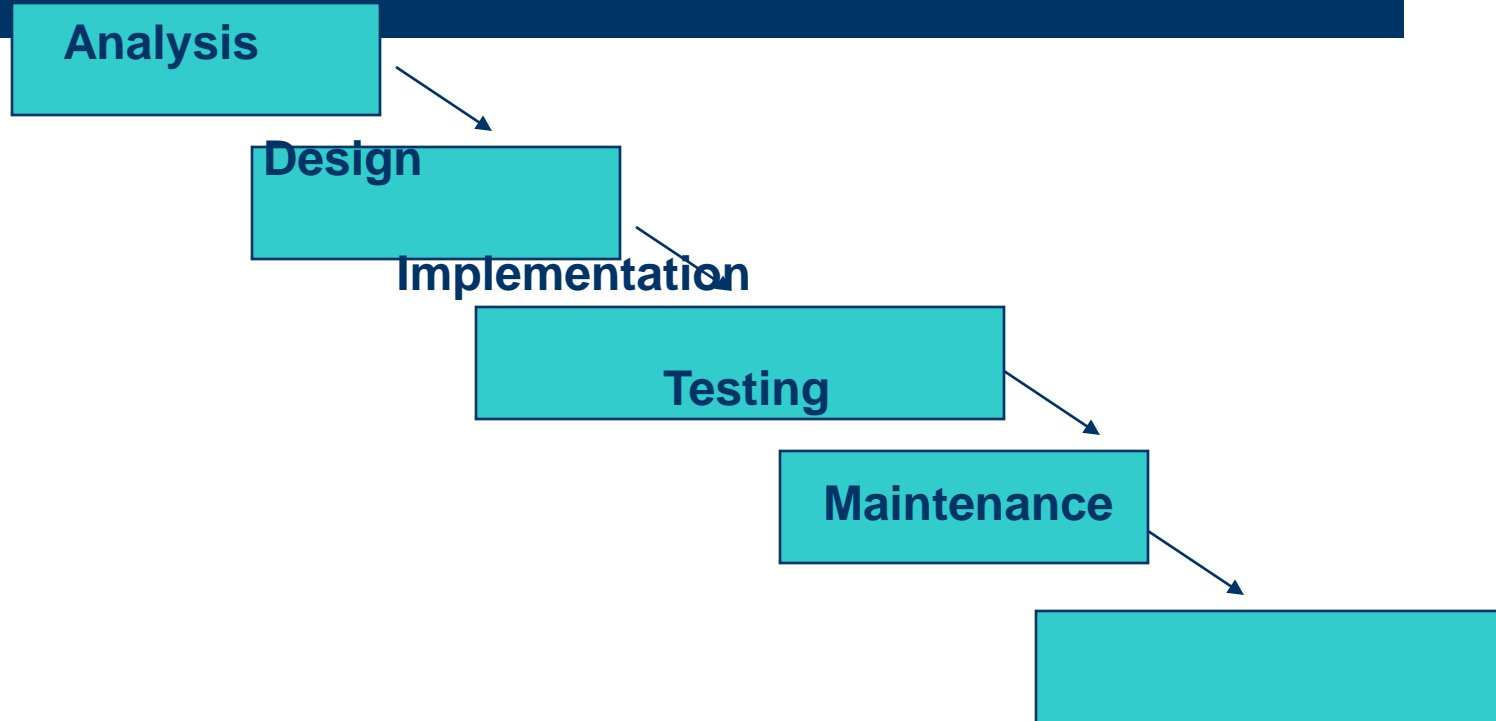 Analysis
Design
Implementation
Testing
Maintenance